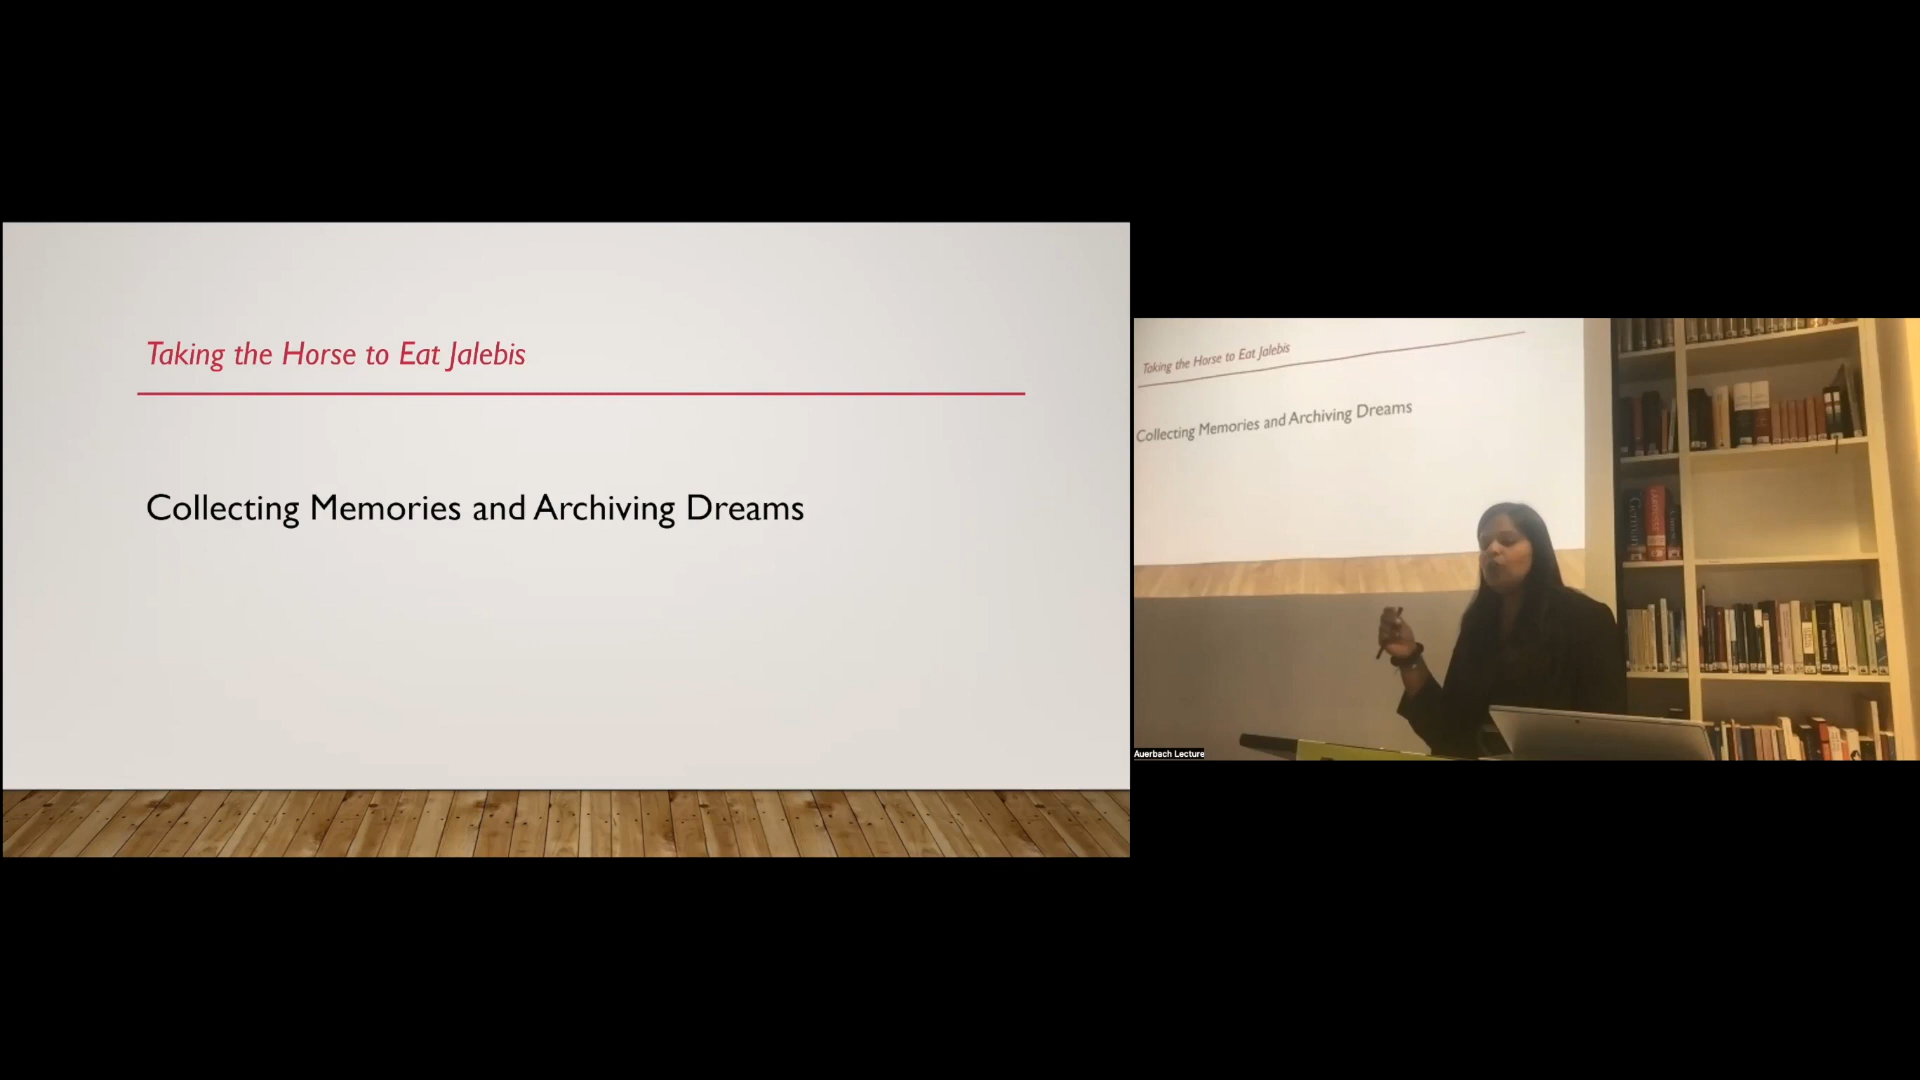 Taking the Horse to Eat Jalebis
Collecting Memories and Archiving Dreams
Taking the Horse to Eat Jalebis
Collecting Memories and Archiving Dreams
German
Auerbach Lecture